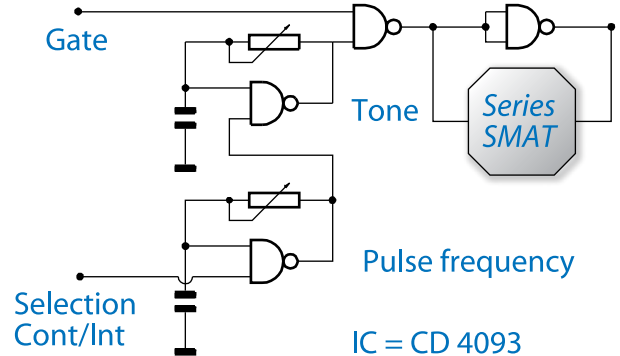 Gate
Tone
Series
SMAT
Pulse frequency
Selection
Cont/Int
IC = CD 4093